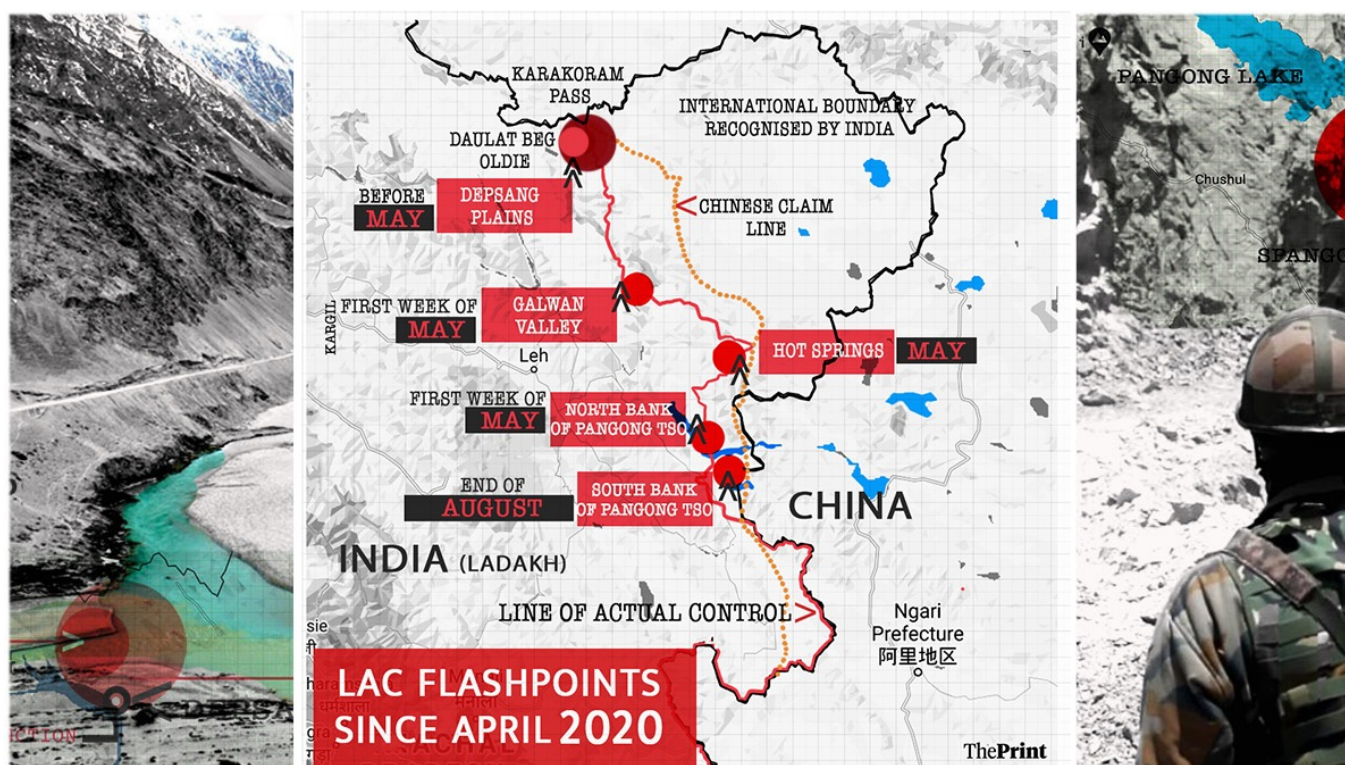 KARAKORAM
PASS
INTERNATIONAL BOUNDARY
RECOGNISED BY INDIA
DAULAT BEG
OLDIE
BEFORE
MAY
DEPSANG
PLAINS
CHINESE CLAIM
LINE
FIRST WEEK OF
MAY
GALWAN
VALLEY
KARGIL
Leh
HOT SPRINGS
MAY
FIRST WEEK OF
MAY
NORTH BANK
OF PANGONG TSO
END OF
AUGUST
SOUTH BANK
OF PANGONG TSO
CHINA
INDIA (LADAKH)
LINE OF ACTUAL CONTROL
Ngari
Prefecture
阿里地区
LAC FLASHPOINTS
SINCE APRIL 2020
ThePrint
PANGONG LAKE
Chushul
SPANGG